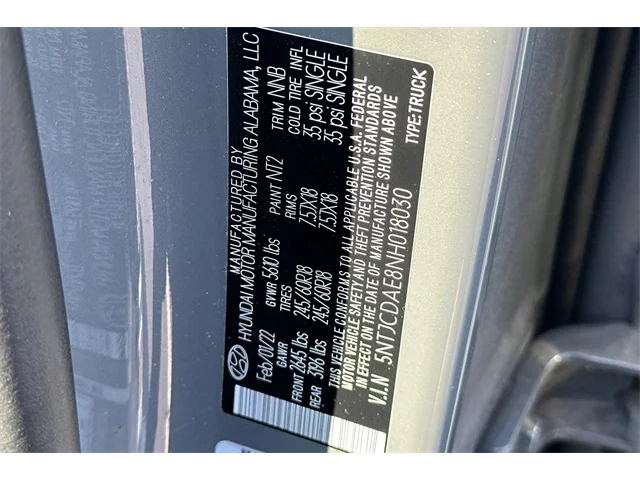 MANUFACTURED BY
HYUNDAI MOTOR MANUFACTURING ALABAMA, LLC
Feb/01/22 GVWR 5610 lbs PAINT NT2 TRIM NNB
GAWR TIRES RIMS COLD TIRE INFL
FRONT 2645 lbs 245/60R18 7.5JX18 35 psi SINGLE
REAR 3196 lbs 245/60R18 7.5JX18 35 psi SINGLE
THIS VEHICLE CONFORMS TO ALL APPLICABLE U.S.A. FEDERAL
MOTOR VEHICLE SAFETY AND THEFT PREVENTION STANDARDS
IN EFFECT ON THE DATE OF MANUFACTURE SHOWN ABOVE
V.I.N 5NTJCDAE8NH018030 TYPE:TRUCK